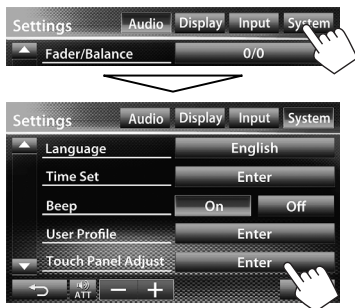 Settings Audio Display Input System
Fader/Balance 0/0
Settings Audio Display Input System
Language English
Time Set Enter
Beep On Off
User Profile Enter
Touch Panel Adjust Enter
ATT − +